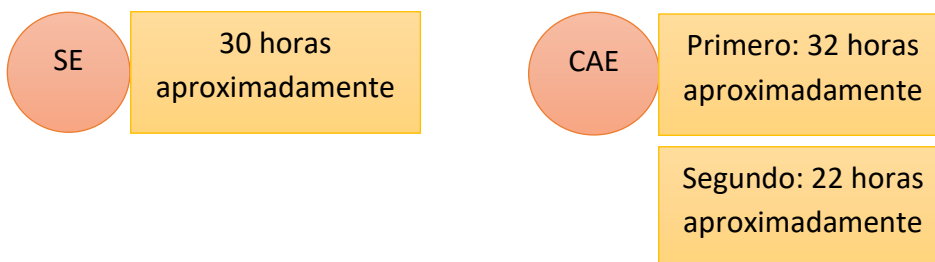 SE
30 horas
aproximadamente
CAE
Primero: 32 horas
aproximadamente
Segundo: 22 horas
aproximadamente